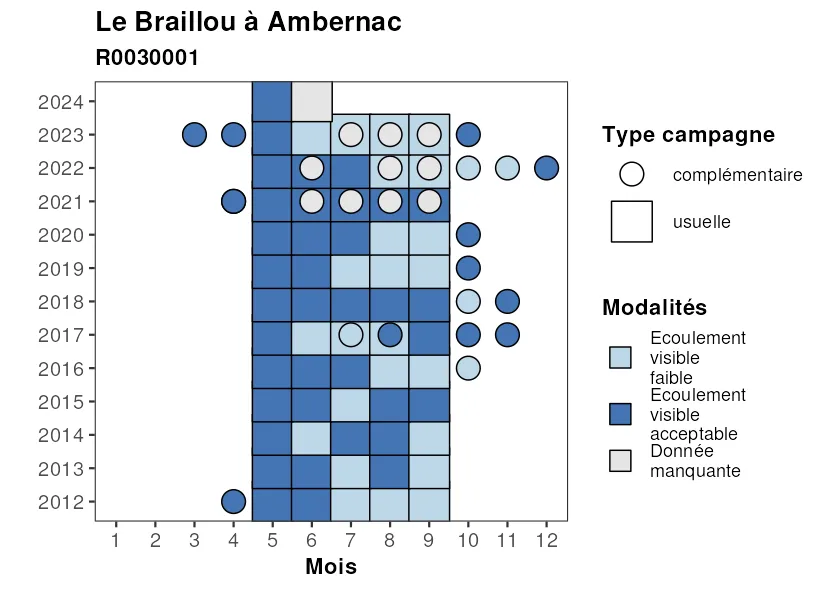 Le Braillou à Ambernac
R0030001
2024
2023
2022
2021
2020
2019
2018
2017
2016
2015
2014
2013
2012
1 2 3 4 5 6 7 8 9 10 11 12
Mois
Type campagne
complémentaire
usuelle
Modalités
Ecoulement
visible
faible
Ecoulement
visible
acceptable
Donnée
manquante